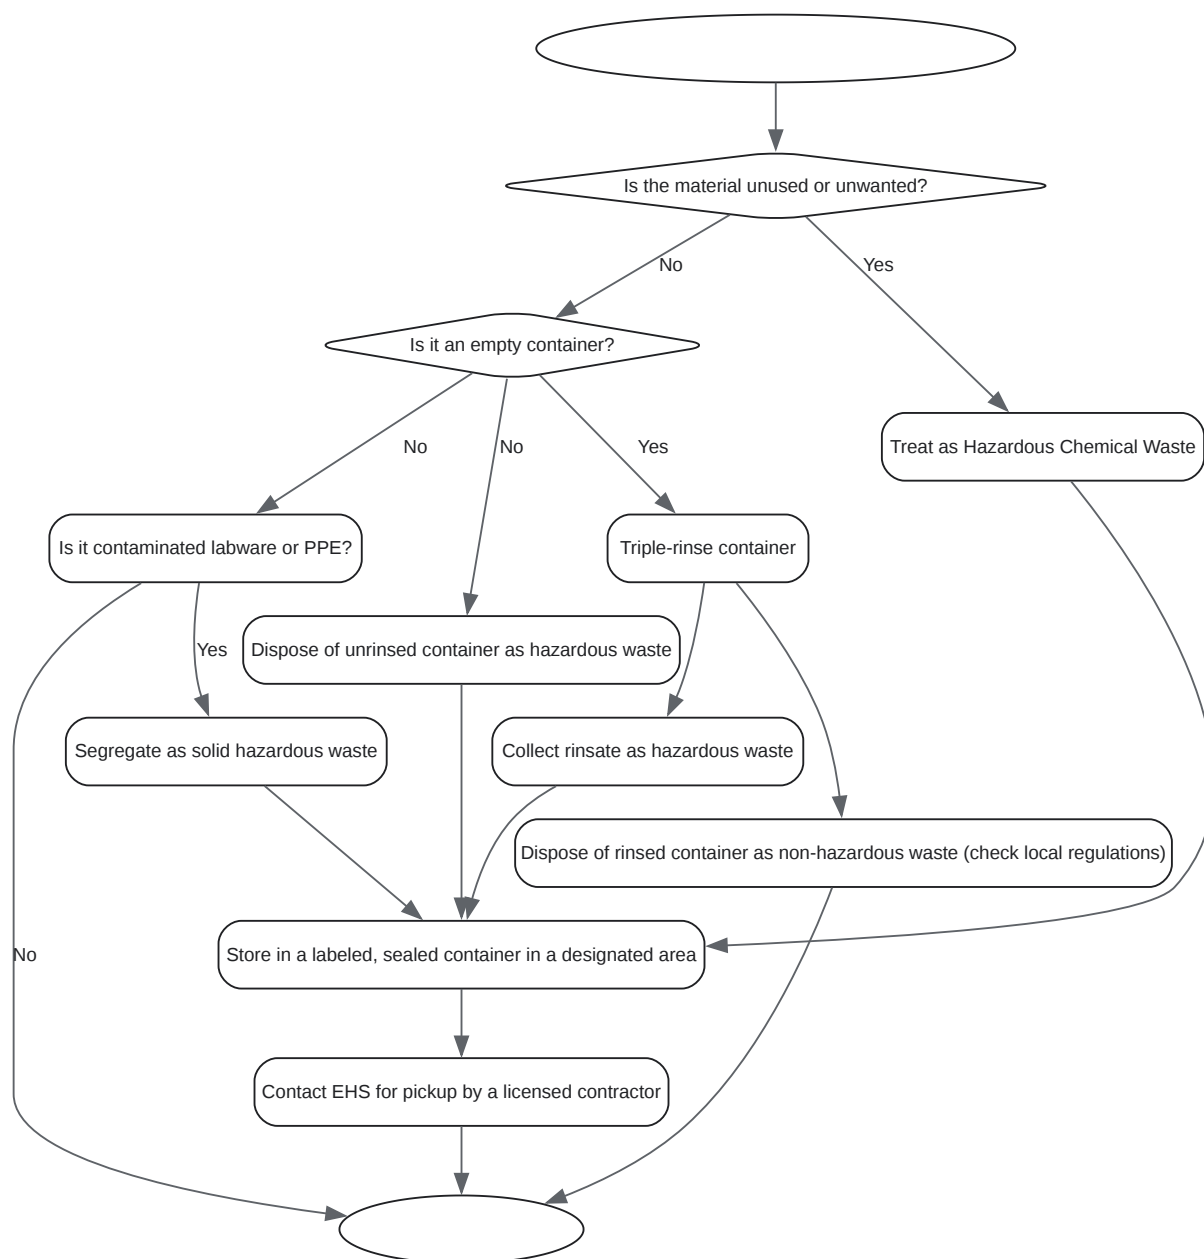 Is the material unused or unwanted?
No
Yes
Is it an empty container?
No
No
Yes
Treat as Hazardous Chemical Waste
Is it contaminated labware or PPE?
Triple-rinse container
Yes
Dispose of unrinsed container as hazardous waste
Segregate as solid hazardous waste
Collect rinsate as hazardous waste
Dispose of rinsed container as non-hazardous waste (check local regulations)
No
Store in a labeled, sealed container in a designated area
Contact EHS for pickup by a licensed contractor